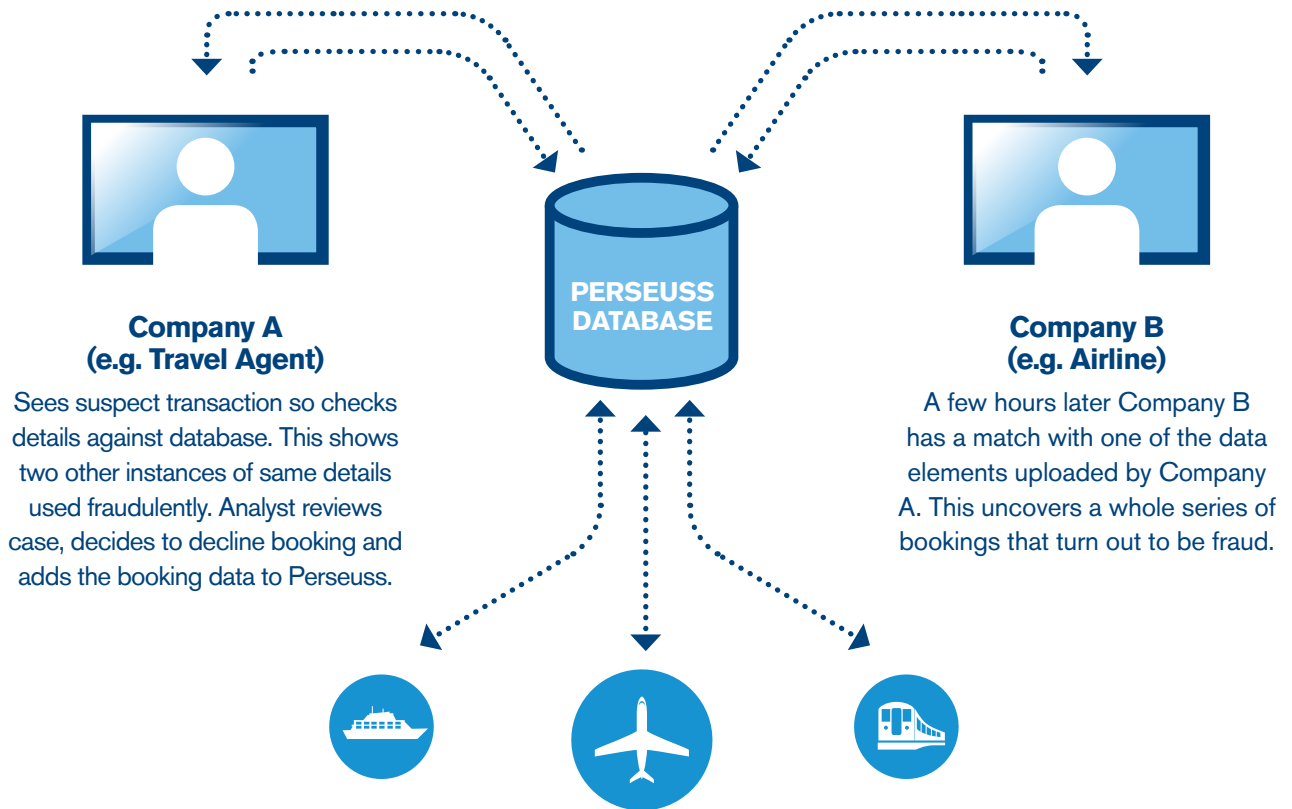 PERSEUSS
DATABASE
Company A
(e.g. Travel Agent)
Sees suspect transaction so checks
details against database. This shows
two other instances of same details
used fraudulently. Analyst reviews
case, decides to decline booking and
adds the booking data to Perseuss.
Company B
(e.g. Airline)
A few hours later Company B
has a match with one of the data
elements uploaded by Company
A. This uncovers a whole series of
bookings that turn out to be fraud.